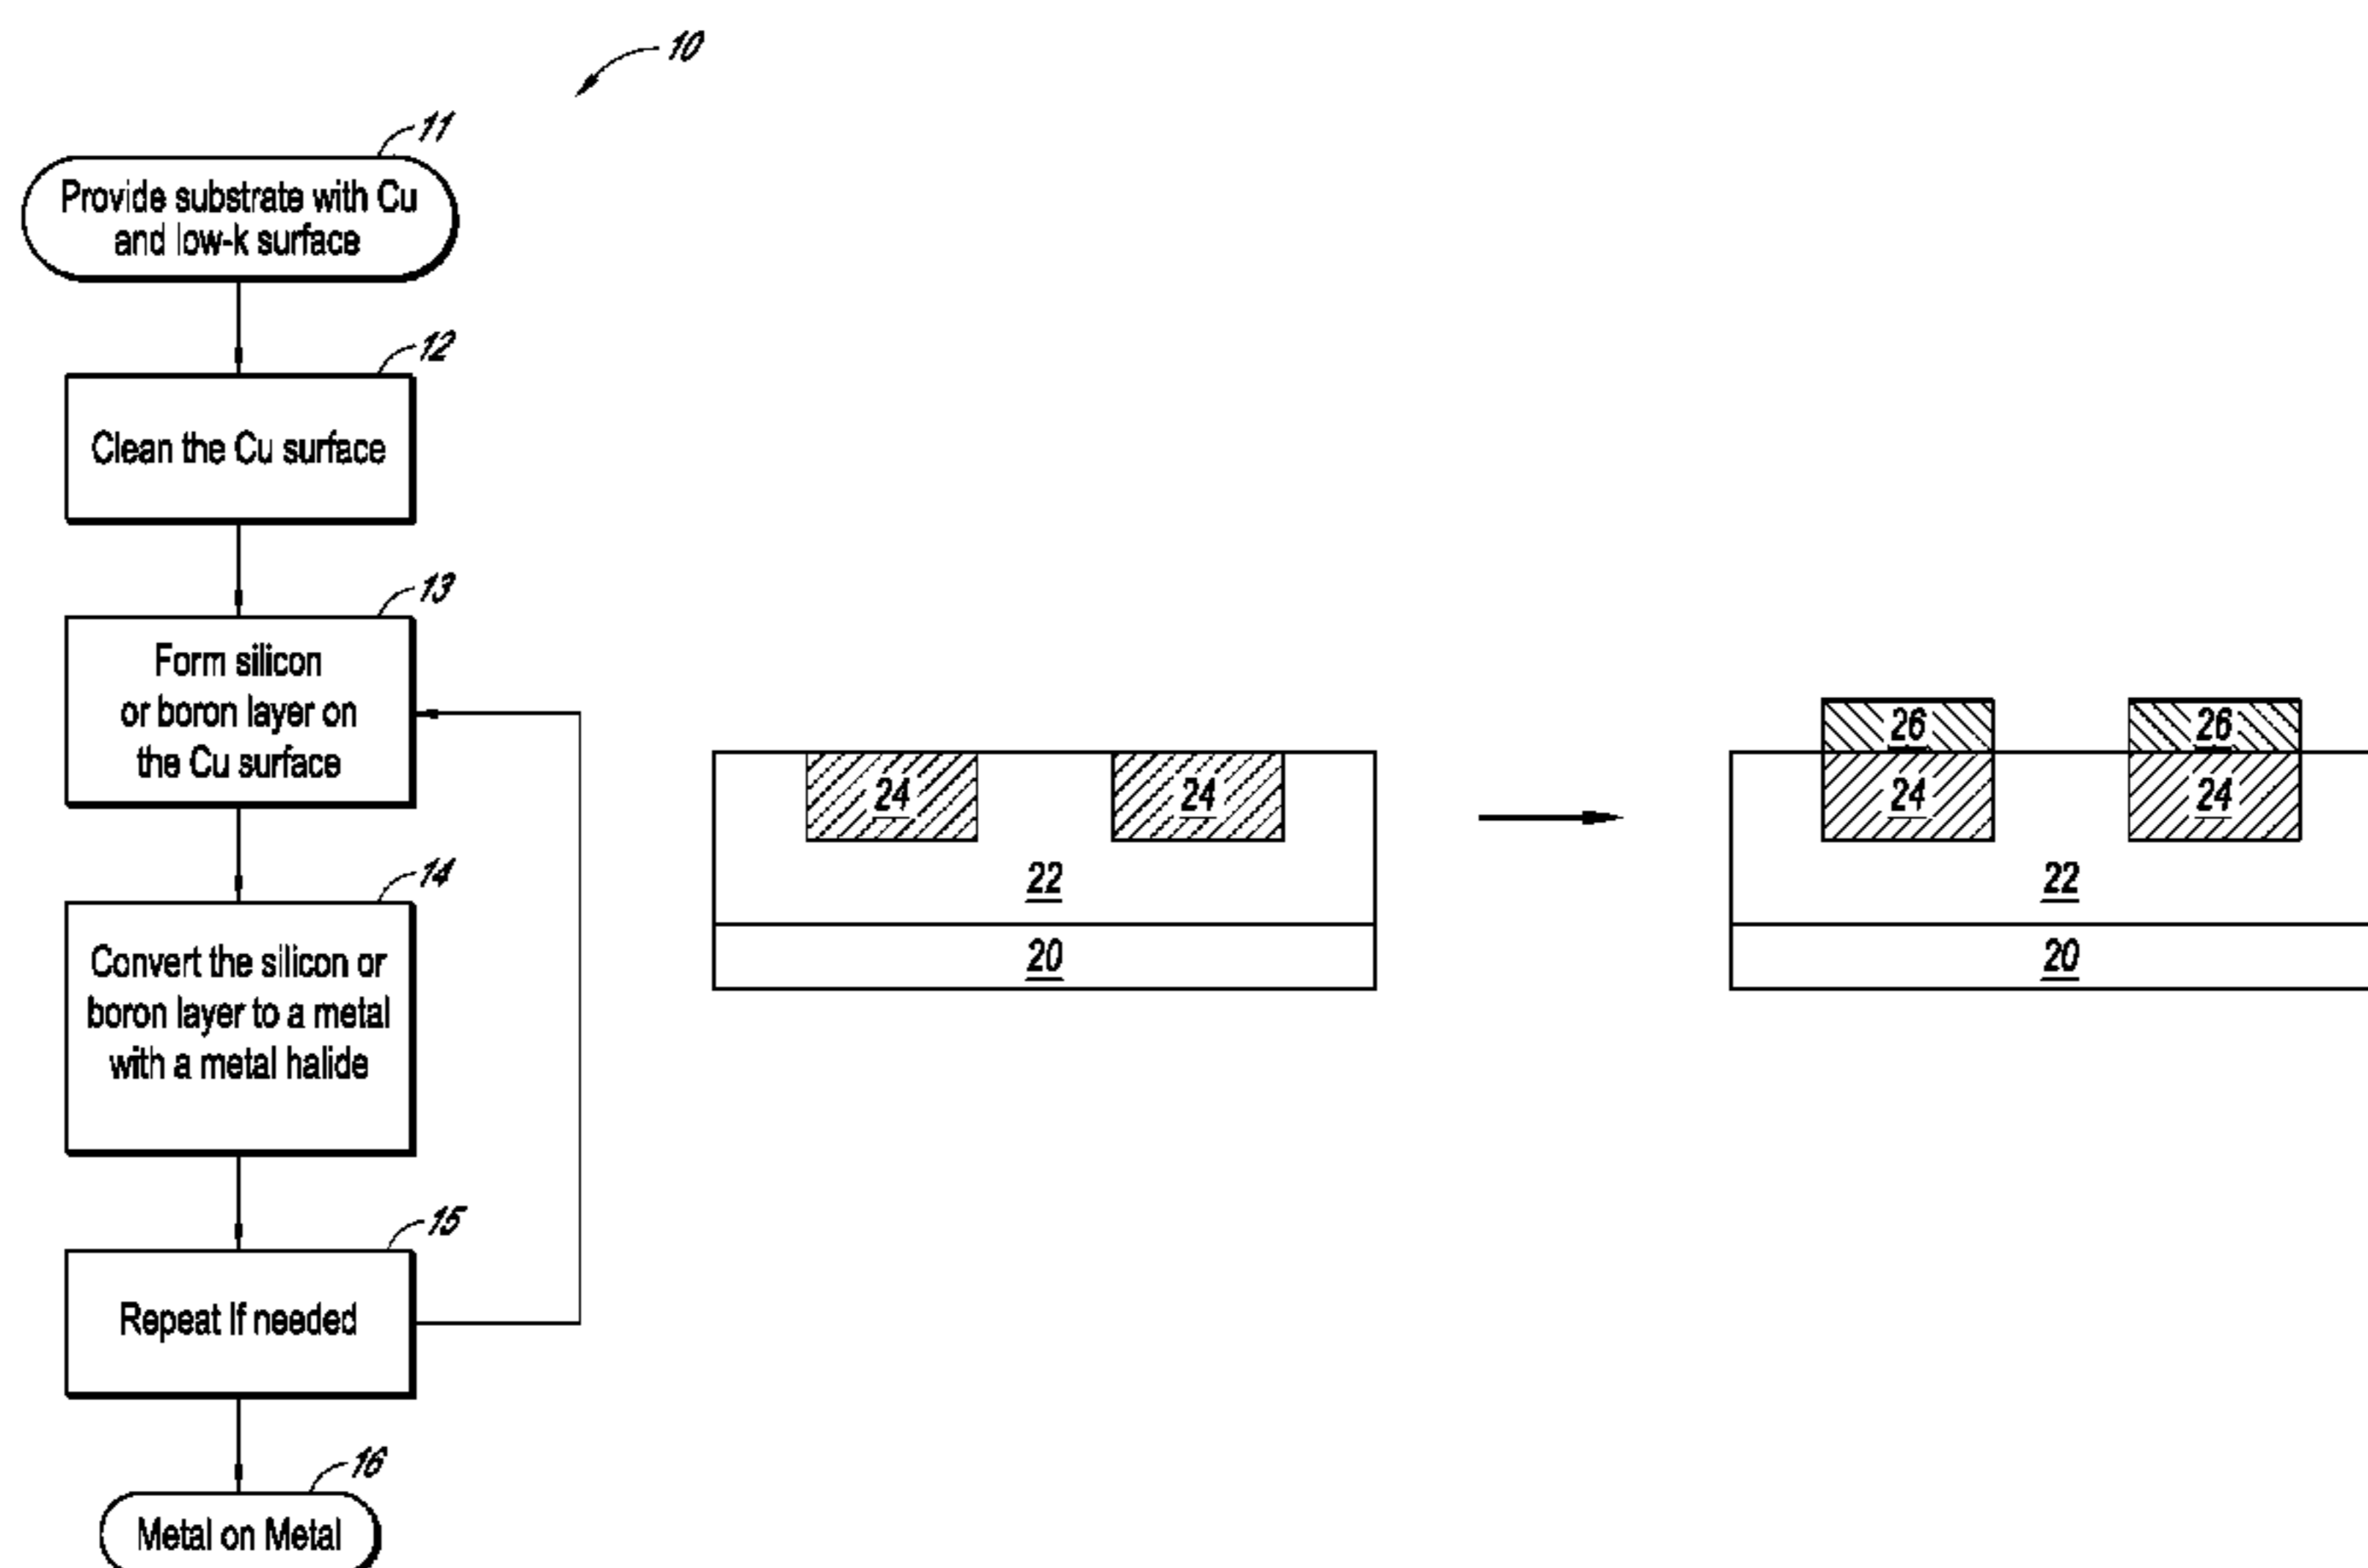 10
11
Provide substrate with Cu
and low-k surface
12
Clean the Cu surface
13
Form silicon
or boron layer on
the Cu surface
14
Convert the silicon or
boron layer to a metal
with a metal halide
15
Repeat If needed
16
Metal on Metal
24 24
22
20
26 26
24 24
22
20